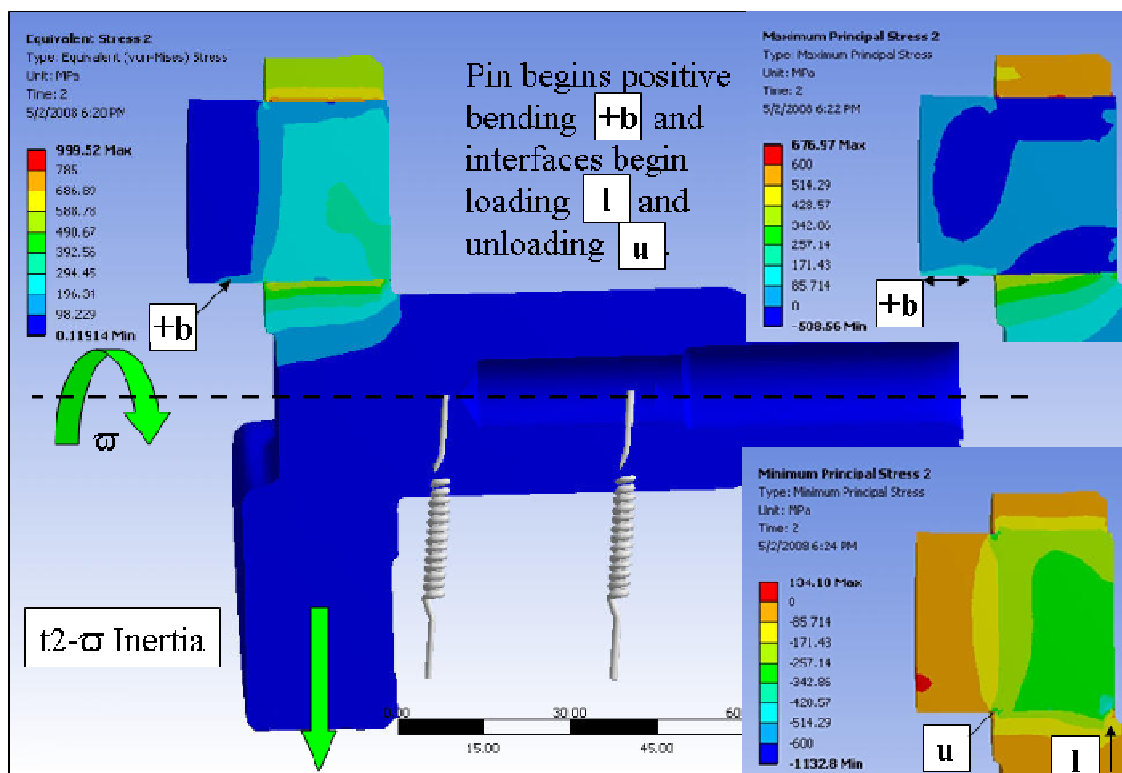 Equivalent Stress 2
Type: Equivalent (von-Mises) Stress
Unit: MPa
Time: 2
5/2/2008 6:20 PM
999.52 Max
785
686.89
588.78
490.67
392.56
294.45
196.34
98.229
0.11914 Min
+b
Pin begins positive
bending +b and
interfaces begin
loading l and
unloading u.
Maximum Principal Stress 2
Type: Maximum Principal Stress
Unit: MPa
Time: 2
5/2/2008 6:22 PM
676.97 Max
600
514.29
428.57
342.86
257.14
171.43
85.714
0
-508.56 Min
+b
ϖ
t2-ϖ Inertia
0.00
30.00
60
15.00
45.00
Minimum Principal Stress 2
Type: Minimum Principal Stress
Unit: MPa
Time: 2
5/2/2008 6:24 PM
134.10 Max
0
-85.714
-171.43
-257.14
-342.86
-428.57
-514.29
-600
-1132.8 Min
u
l